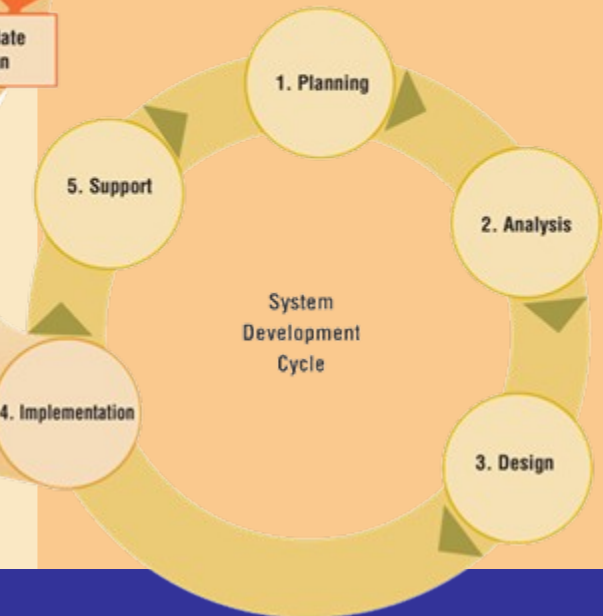 1. Planning
5. Support
2. Analysis
System
Development
Cycle
4. Implementation
3. Design